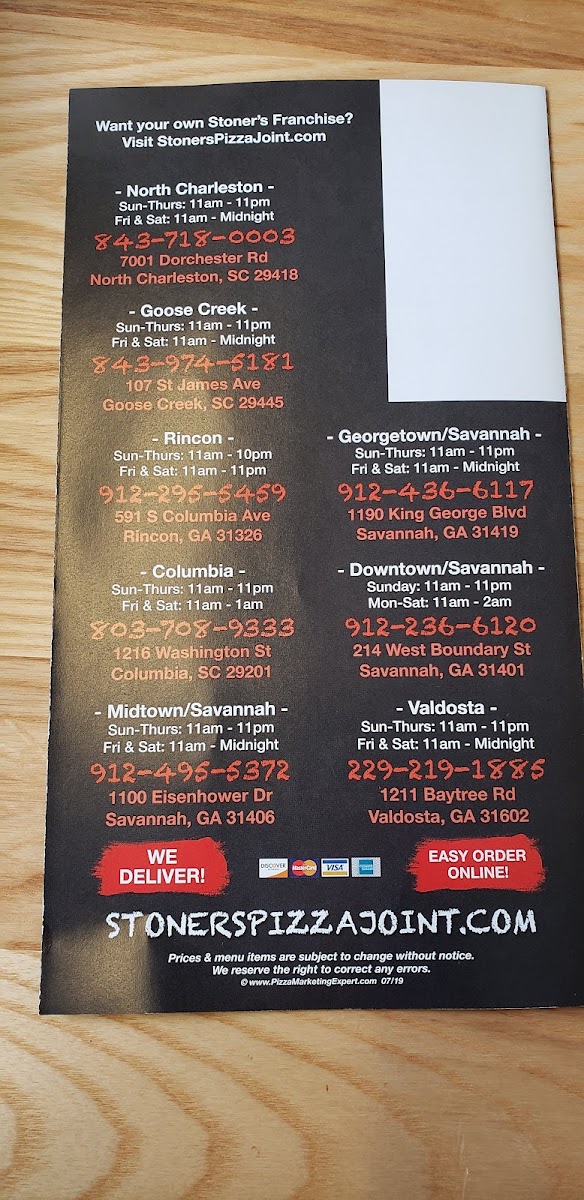 Want your own Stoner's Franchise?
Visit StonersPizzaJoint.com
- North Charleston -
Sun-Thurs: 11am - 11pm
Fri & Sat: 11am - Midnight
843-718-0003
7001 Dorchester Rd
North Charleston, SC 29418
- Goose Creek -
Sun-Thurs: 11am - 11pm
Fri & Sat: 11am - Midnight
843-974-5181
107 St James Ave
Goose Creek, SC 29445
- Rincon -
Sun-Thurs: 11am - 10pm
Fri & Sat: 11am - 11pm
912-295-5459
591 S Columbia Ave
Rincon, GA 31326
- Columbia -
Sun-Thurs: 11am - 11pm
Fri & Sat: 11am - 1am
803-708-9333
1216 Washington St
Columbia, SC 29201
- Midtown/Savannah -
Sun-Thurs: 11am - 11pm
Fri & Sat: 11am - Midnight
912-495-5372
1100 Eisenhower Dr
Savannah, GA 31406
- Georgetown/Savannah -
Sun-Thurs: 11am - 11pm
Fri & Sat: 11am - Midnight
912-436-6117
1190 King George Blvd
Savannah, GA 31419
- Downtown/Savannah -
Sunday: 11am - 11pm
Mon-Sat: 11am - 2am
912-236-6120
214 West Boundary St
Savannah, GA 31401
- Valdosta -
Sun-Thurs: 11am - 11pm
Fri & Sat: 11am - Midnight
229-219-1885
1211 Baytree Rd
Valdosta, GA 31602
WE
DELIVER!
DISCOVER
MasterCard
VISA
EASY ORDER
ONLINE!
STONERSPIZZAJOINT.COM
Prices & menu items are subject to change without notice.
We reserve the right to correct any errors.
© www.PizzaMarketingExpert.com 07/19